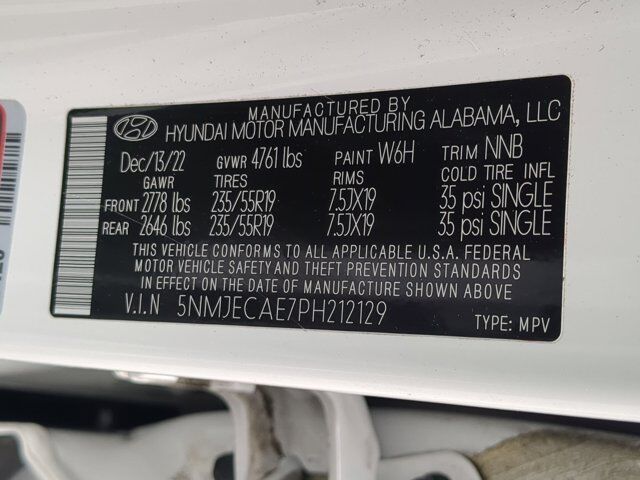 MANUFACTURED BY
HYUNDAI MOTOR MANUFACTURING ALABAMA, LLC
Dec/13/22 GVWR 4761 lbs PAINT W6H TRIM NNB
GAWR TIRES RIMS COLD TIRE INFL
FRONT 2778 lbs 235/55R19 7.5JX19 35 psi SINGLE
REAR 2646 lbs 235/55R19 7.5JX19 35 psi SINGLE
THIS VEHICLE CONFORMS TO ALL APPLICABLE U.S.A. FEDERAL
MOTOR VEHICLE SAFETY AND THEFT PREVENTION STANDARDS
IN EFFECT ON THE DATE OF MANUFACTURE SHOWN ABOVE
V.I.N 5NMJECAE7PH212129
TYPE: MPV